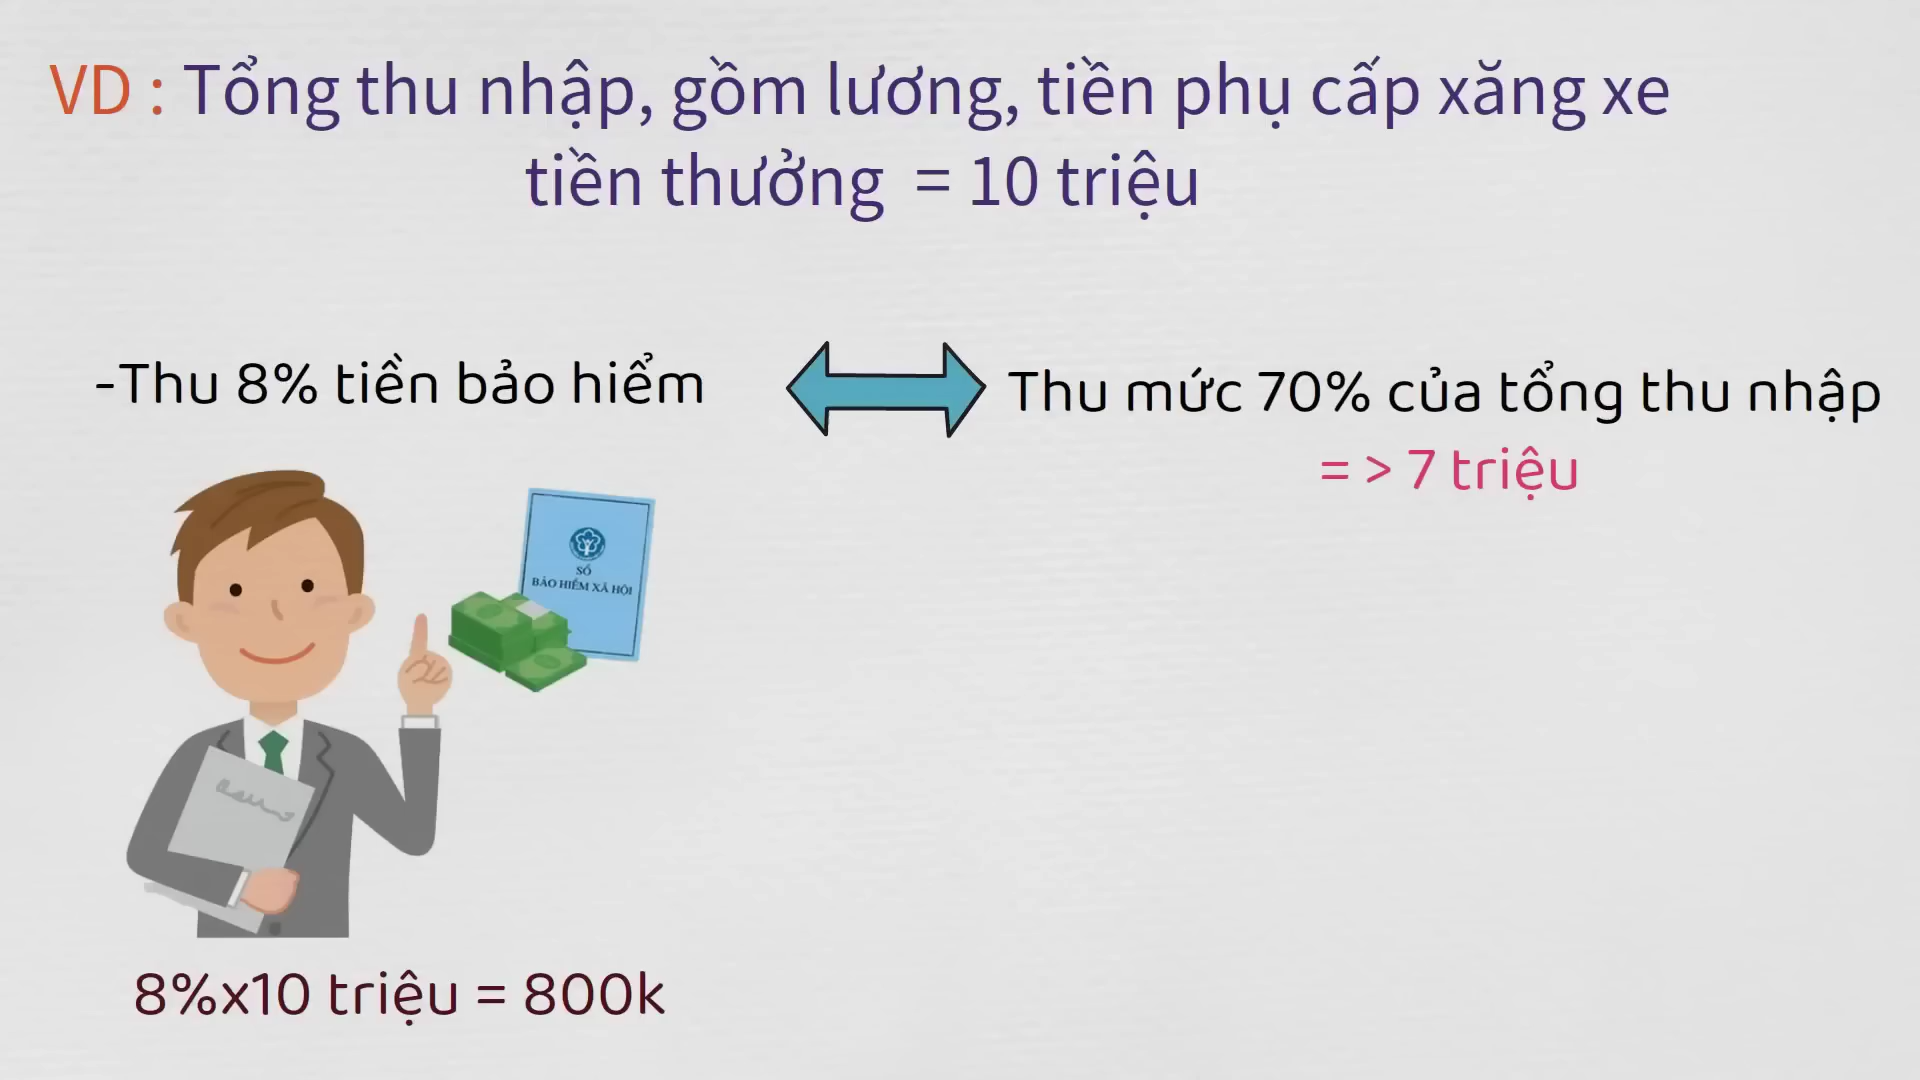 VD : Tổng thu nhập, gồm lương, tiền phụ cấp xăng xe
tiền thưởng = 10 triệu
-Thu 8% tiền bảo hiểm
Thu mức 70% của tổng thu nhập
= > 7 triệu
SỔ
BẢO HIỂM XÃ HỘI
8%x10 triệu = 800k